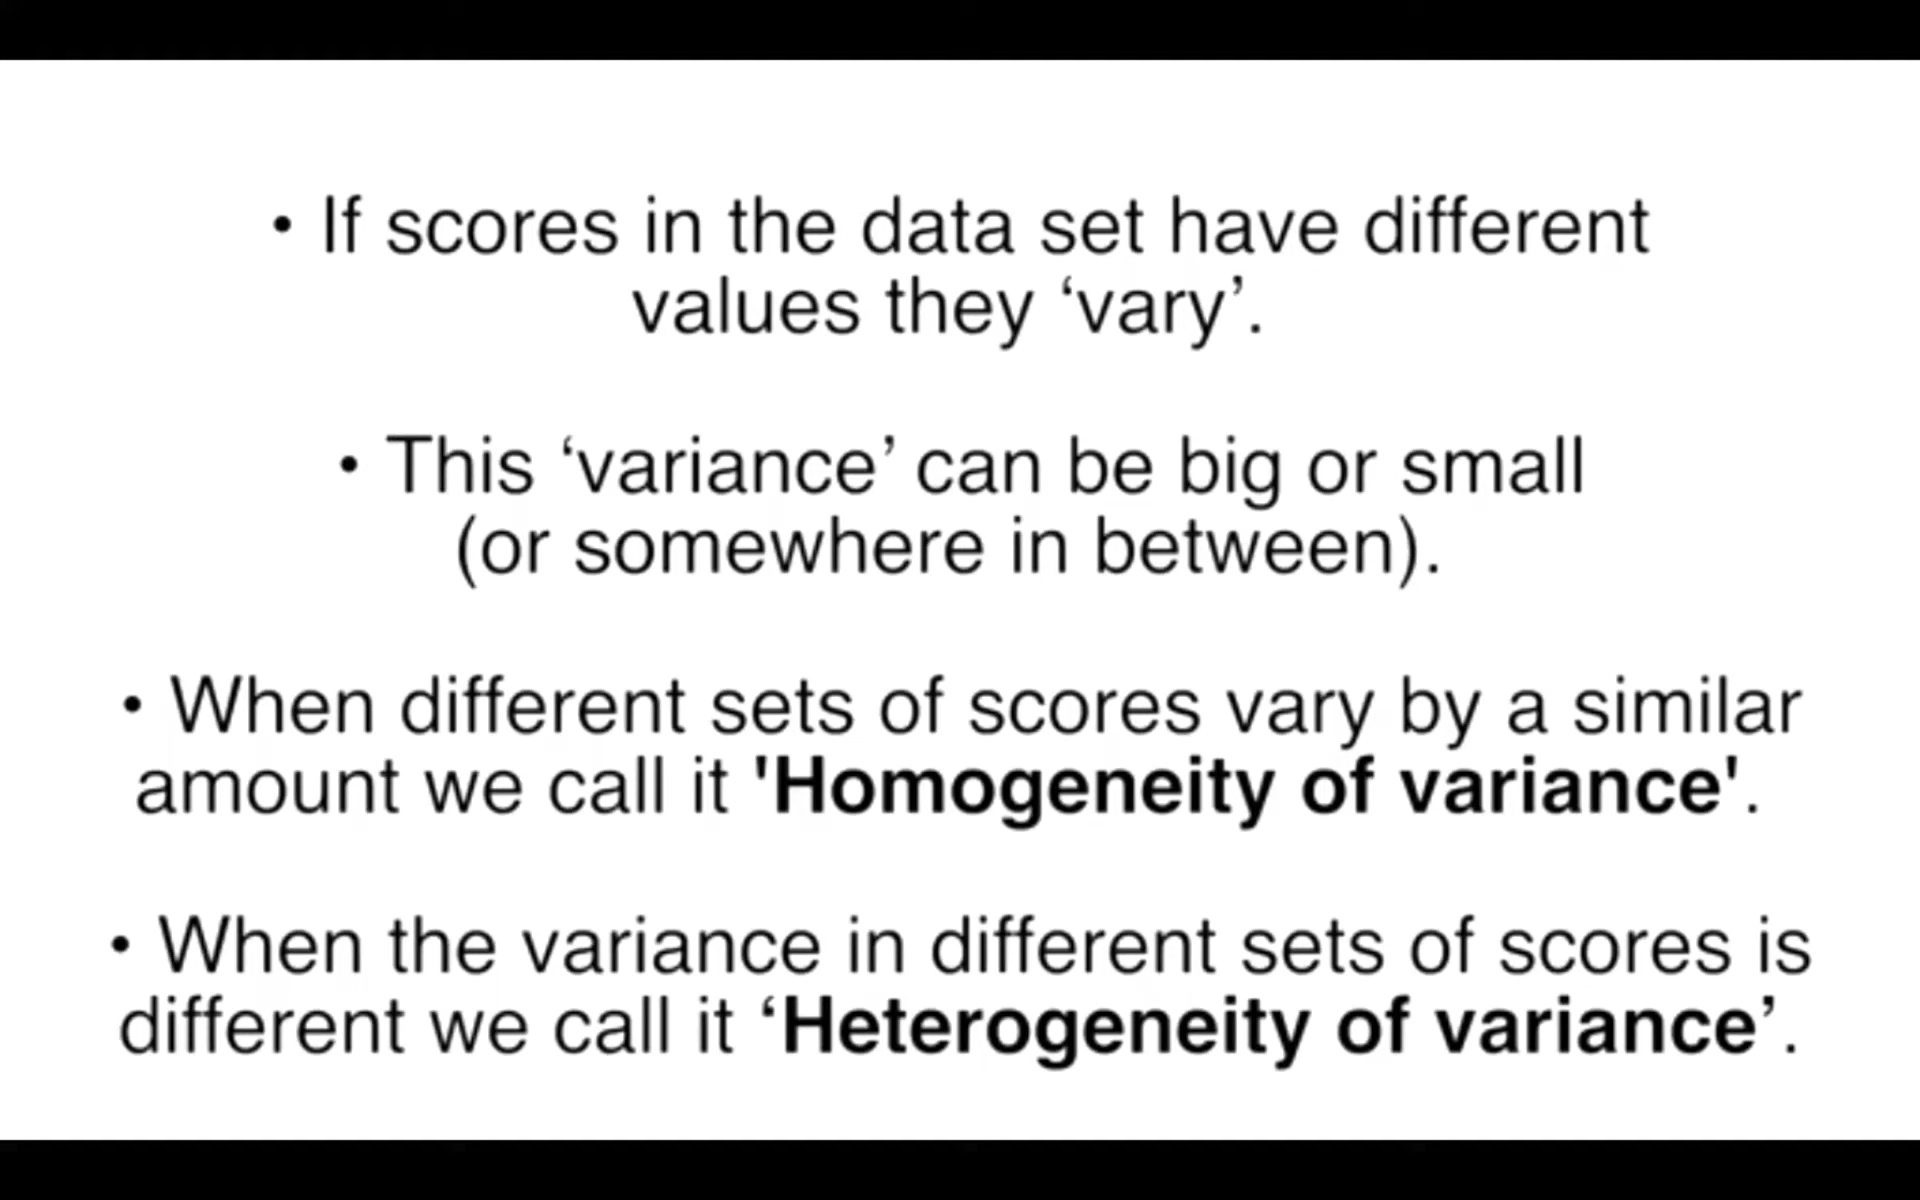 • If scores in the data set have different
values they ‘vary’.
• This ‘variance’ can be big or small
(or somewhere in between).
• When different sets of scores vary by a similar
amount we call it 'Homogeneity of variance'.
• When the variance in different sets of scores is
different we call it ‘Heterogeneity of variance’.